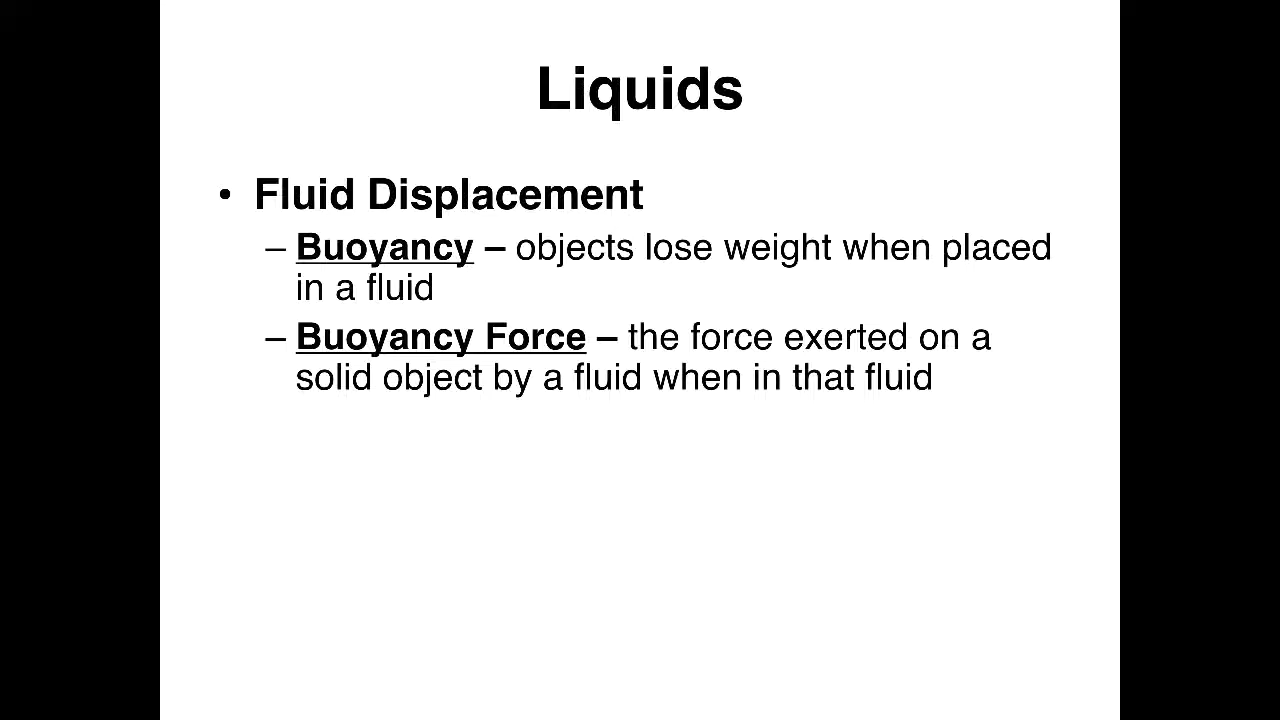 Liquids
• Fluid Displacement
– Buoyancy – objects lose weight when placed
in a fluid
– Buoyancy Force – the force exerted on a
solid object by a fluid when in that fluid